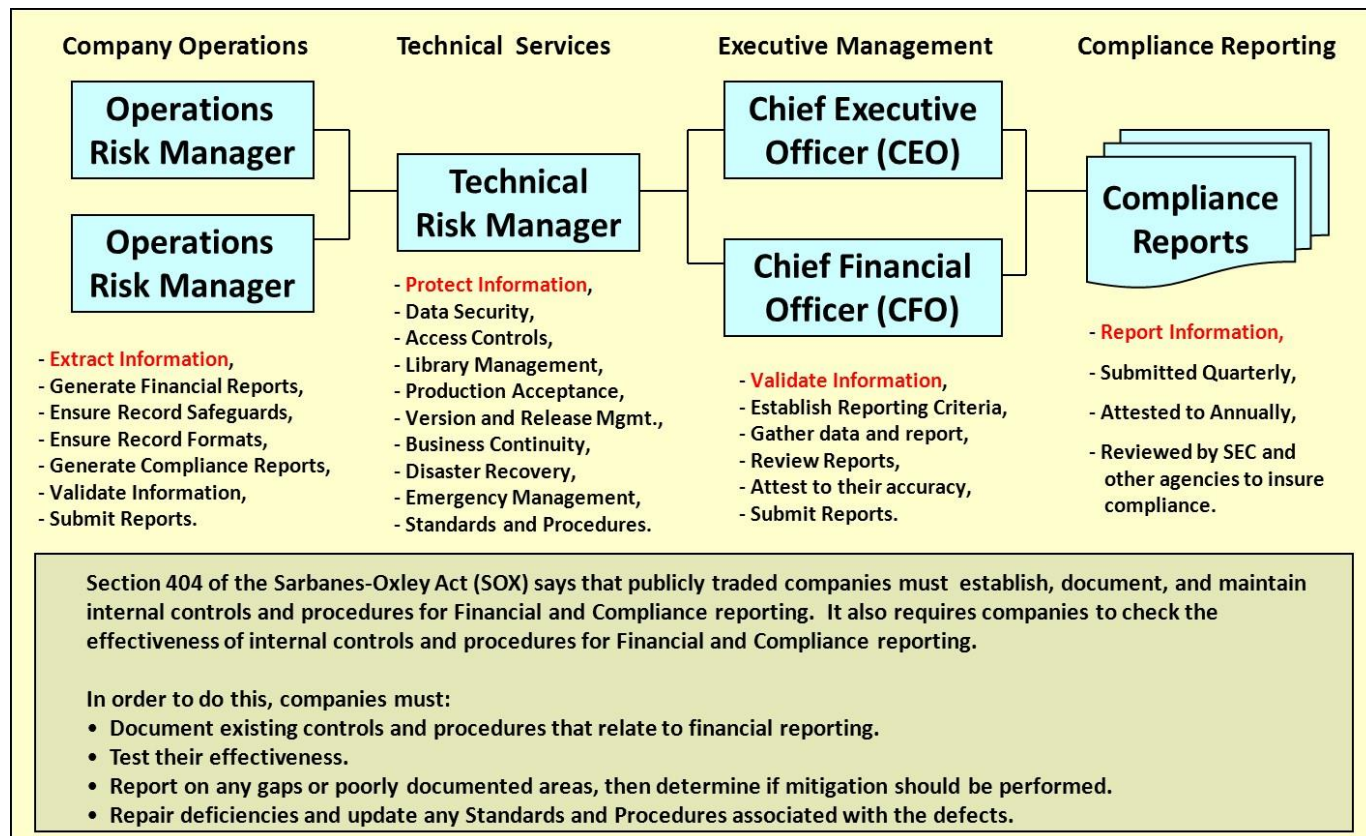 Company Operations
Technical Services
Executive Management
Compliance Reporting
Operations
Risk Manager
Operations
Risk Manager
- Extract Information,
- Generate Financial Reports,
- Ensure Record Safeguards,
- Ensure Record Formats,
- Generate Compliance Reports,
- Validate Information,
- Submit Reports.
Technical
Risk Manager
- Protect Information,
- Data Security,
- Access Controls,
- Library Management,
- Production Acceptance,
- Version and Release Mgmt.,
- Business Continuity,
- Disaster Recovery,
- Emergency Management,
- Standards and Procedures.
Chief Executive
Officer (CEO)
Chief Financial
Officer (CFO)
- Validate Information,
- Establish Reporting Criteria,
- Gather data and report,
- Review Reports,
- Attest to their accuracy,
- Submit Reports.
Compliance
Reports
- Report Information,
- Submitted Quarterly,
- Attested to Annually,
- Reviewed by SEC and
other agencies to insure
compliance.
Section 404 of the Sarbanes-Oxley Act (SOX) says that publicly traded companies must establish, document, and maintain
internal controls and procedures for Financial and Compliance reporting. It also requires companies to check the
effectiveness of internal controls and procedures for Financial and Compliance reporting.
In order to do this, companies must:
• Document existing controls and procedures that relate to financial reporting.
• Test their effectiveness.
• Report on any gaps or poorly documented areas, then determine if mitigation should be performed.
• Repair deficiencies and update any Standards and Procedures associated with the defects.